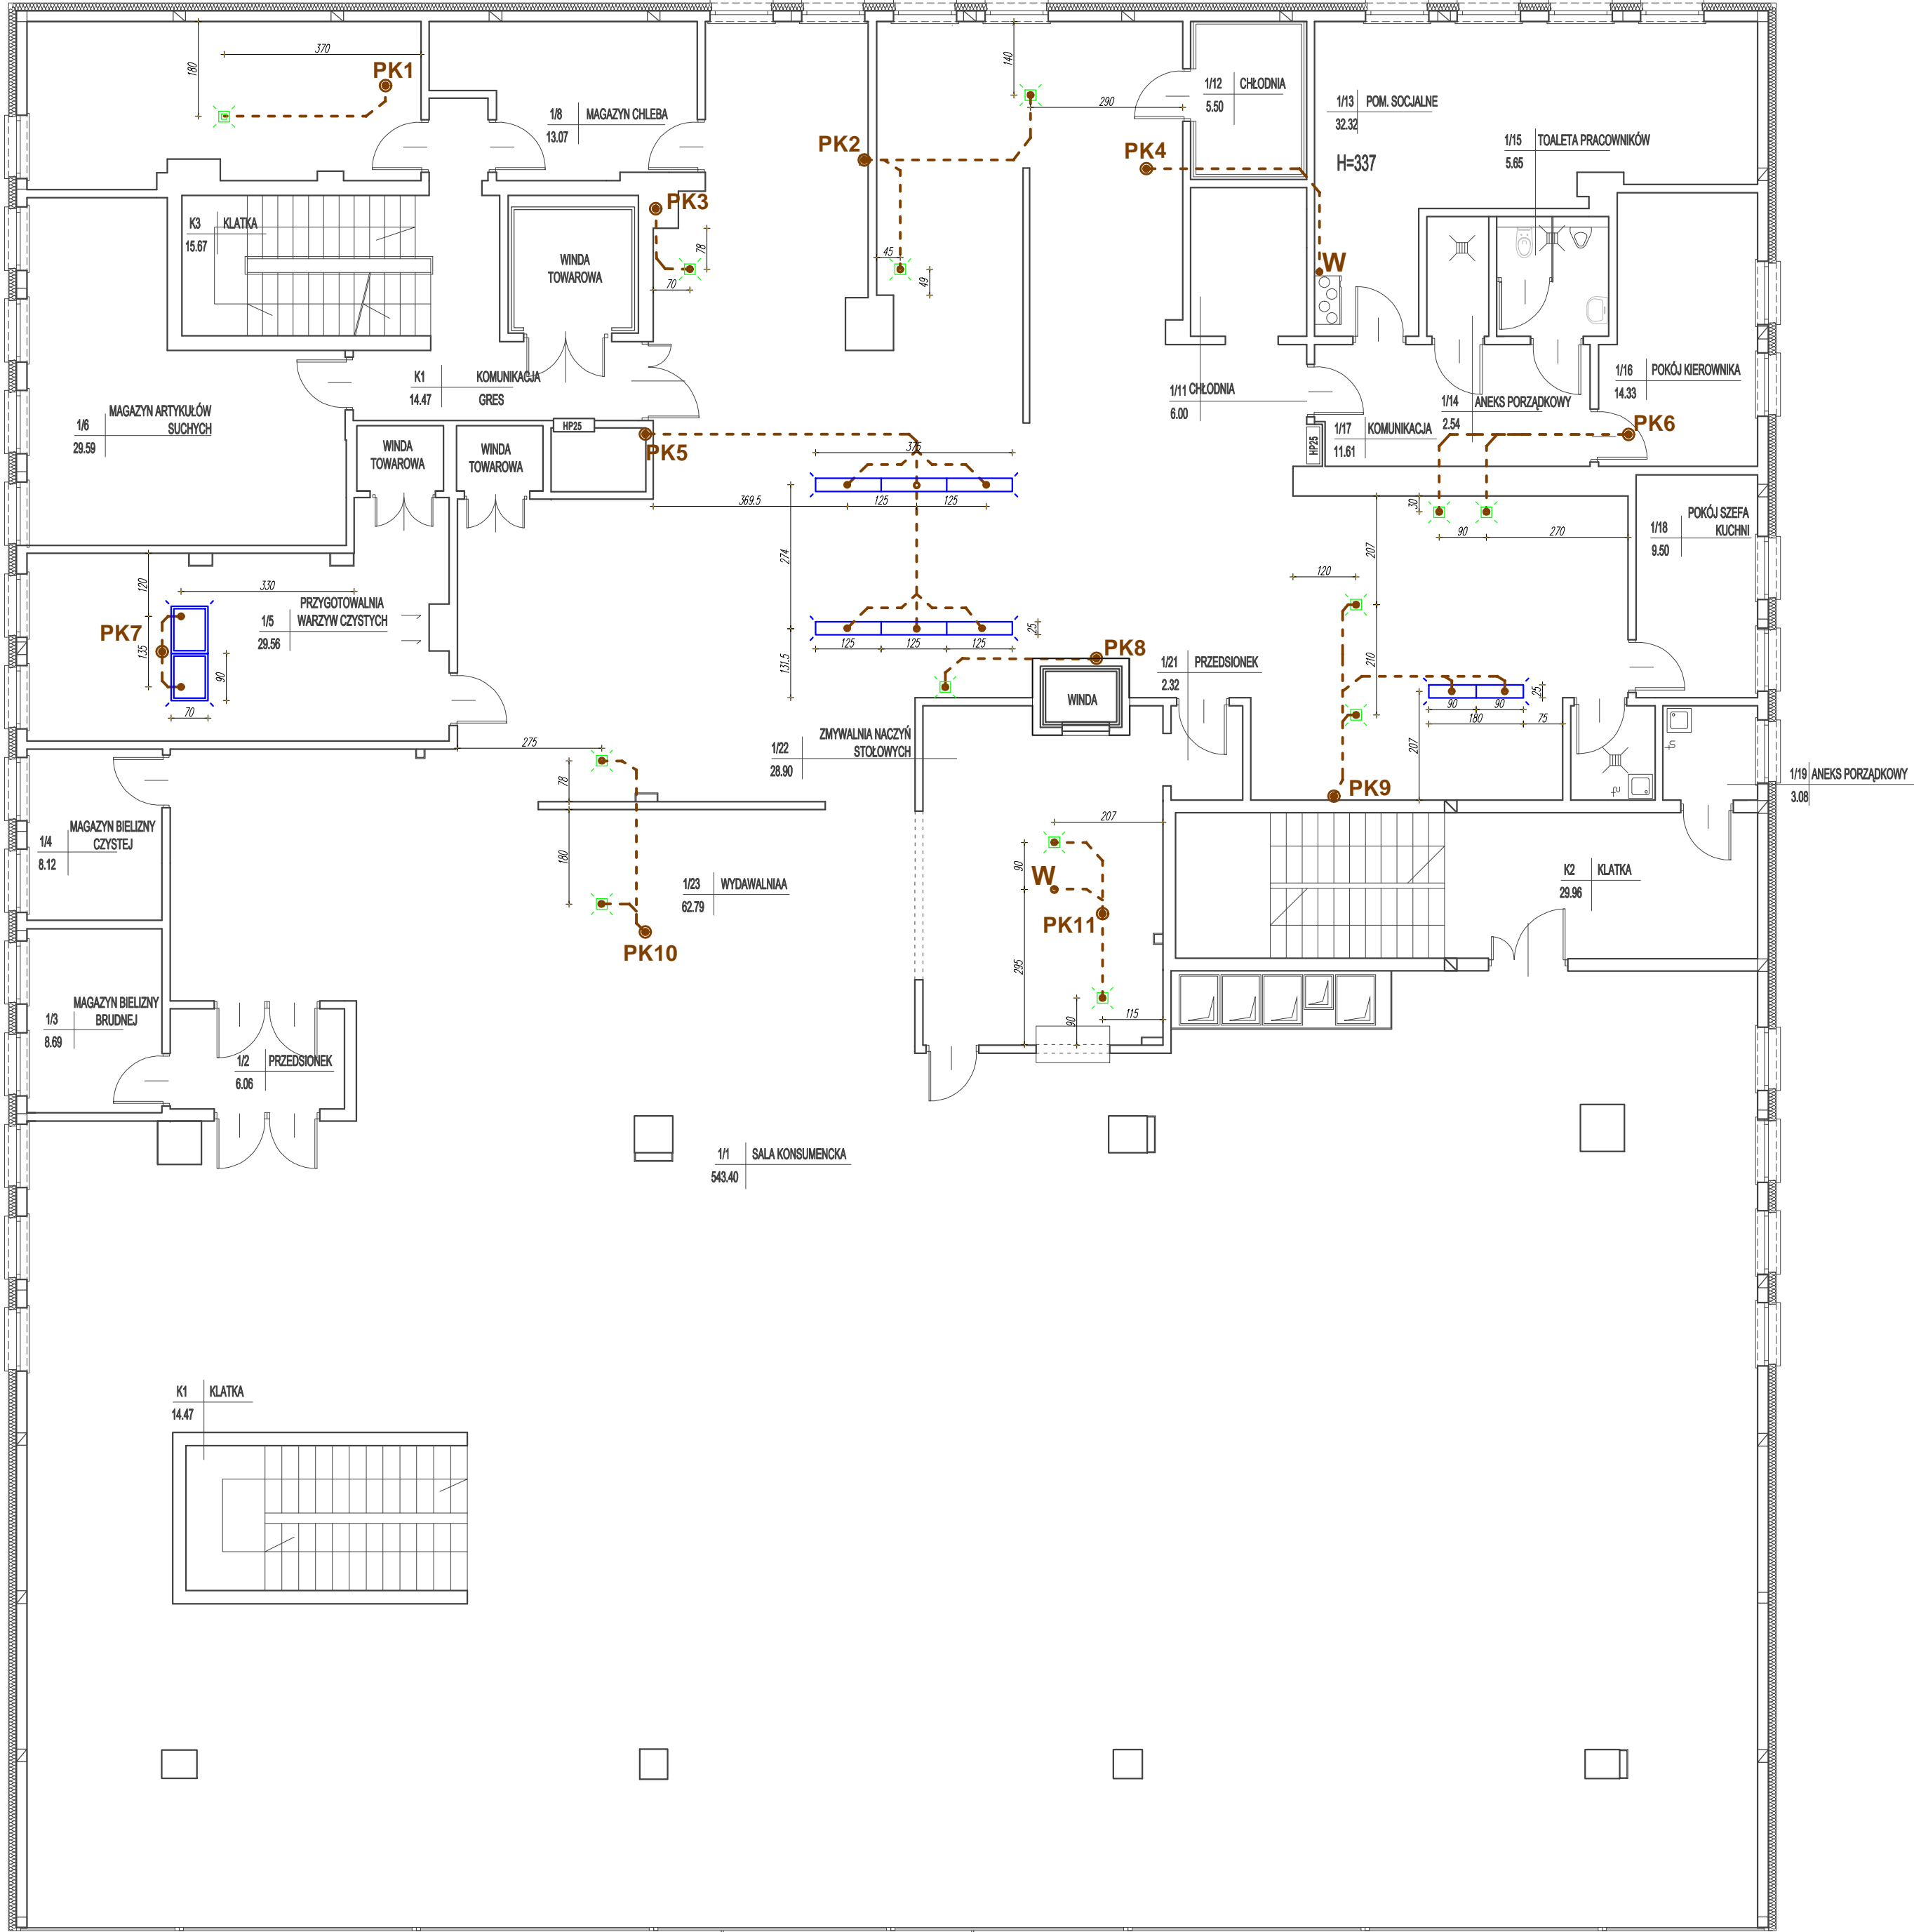 370
180
PK1
1/8 MAGAZYN CHLEBA
13.07
140
290
1/12 CHŁODNIA
5.50
1/13 POM. SOCJALNE
32.32
H=337
1/15 TOALETA PRACOWNIKÓW
5.65
PK2
PK4
PK3
K3 KLATKA
15.67
WINDA
TOWAROWA
78
70
45
49
W
K1 KOMUNIKACJA
14.47 GRES
1/11 CHŁODNIA
6.00
1/16 POKÓJ KIEROWNIKA
14.33
1/14 ANEKS PORZĄDKOWY
2.54
1/17 KOMUNIKACJA
11.61
HP25
PK6
1/6 MAGAZYN ARTYKUŁÓW
SUCHYCH
29.59
WINDA
TOWAROWA
WINDA
TOWAROWA
HP25
PK5
375
369.5
125
125
274
30
90
270
207
120
1/18 POKÓJ SZEFA
KUCHNI
9.50
120
330
PK7
135
90
70
1/5 PRZYGOTOWALNIA
WARZYW CZYSTYCH
29.56
125
125
125
25
131.5
PK8
WINDA
1/21 PRZEDSIONEK
2.32
210
90
90
25
180
75
207
275
78
1/22 ZMYWALNIA NACZYŃ
STOŁOWYCH
28.90
PK9
1/19 ANEKS PORZĄDKOWY
3.08
1/4 MAGAZYN BIELIZNY
CZYSTEJ
8.12
180
1/23 WYDAWALNIAA
62.79
PK10
207
90
W
PK11
295
90
115
K2 KLATKA
29.96
1/3 MAGAZYN BIELIZNY
BRUDNEJ
8.69
1/2 PRZEDSIONEK
6.06
1/1 SALA KONSUMENCKA
543.40
K1 KLATKA
14.47